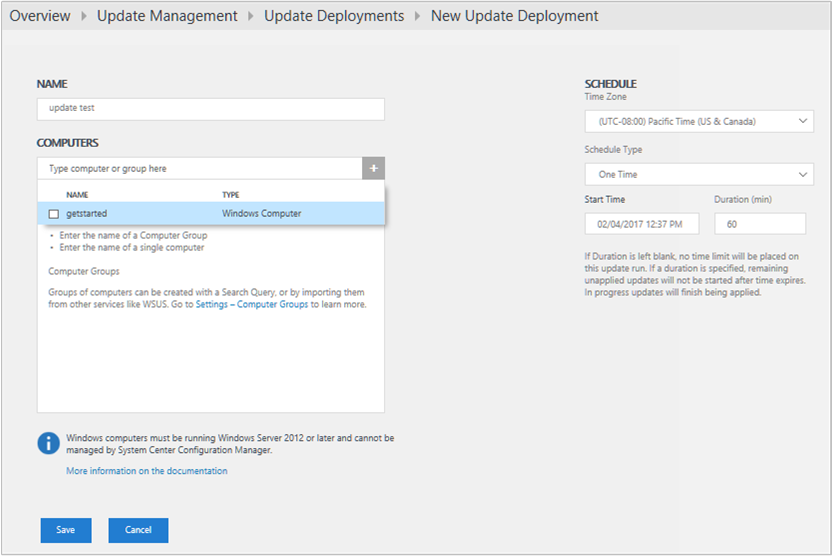 Overview Update Management Update Deployments New Update Deployment
NAME
update test
COMPUTERS
Type computer or group here +
NAME TYPE
getstarted Windows Computer
• Enter the name of a Computer Group
• Enter the name of a single computer
Computer Groups
Groups of computers can be created with a Search Query, or by importing them
from other services like WSUS. Go to Settings – Computer Groups to learn more.
Windows computers must be running Windows Server 2012 or later and cannot be
managed by System Center Configuration Manager.
More information on the documentation
Save Cancel
SCHEDULE
Time Zone
(UTC-08:00) Pacific Time (US & Canada)
Schedule Type
One Time
Start Time Duration (min)
02/04/2017 12:37 PM 60
If Duration is left blank, no time limit will be placed on
this update run. If a duration is specified, remaining
unapplied updates will not be started after time expires.
In progress updates will finish being applied.